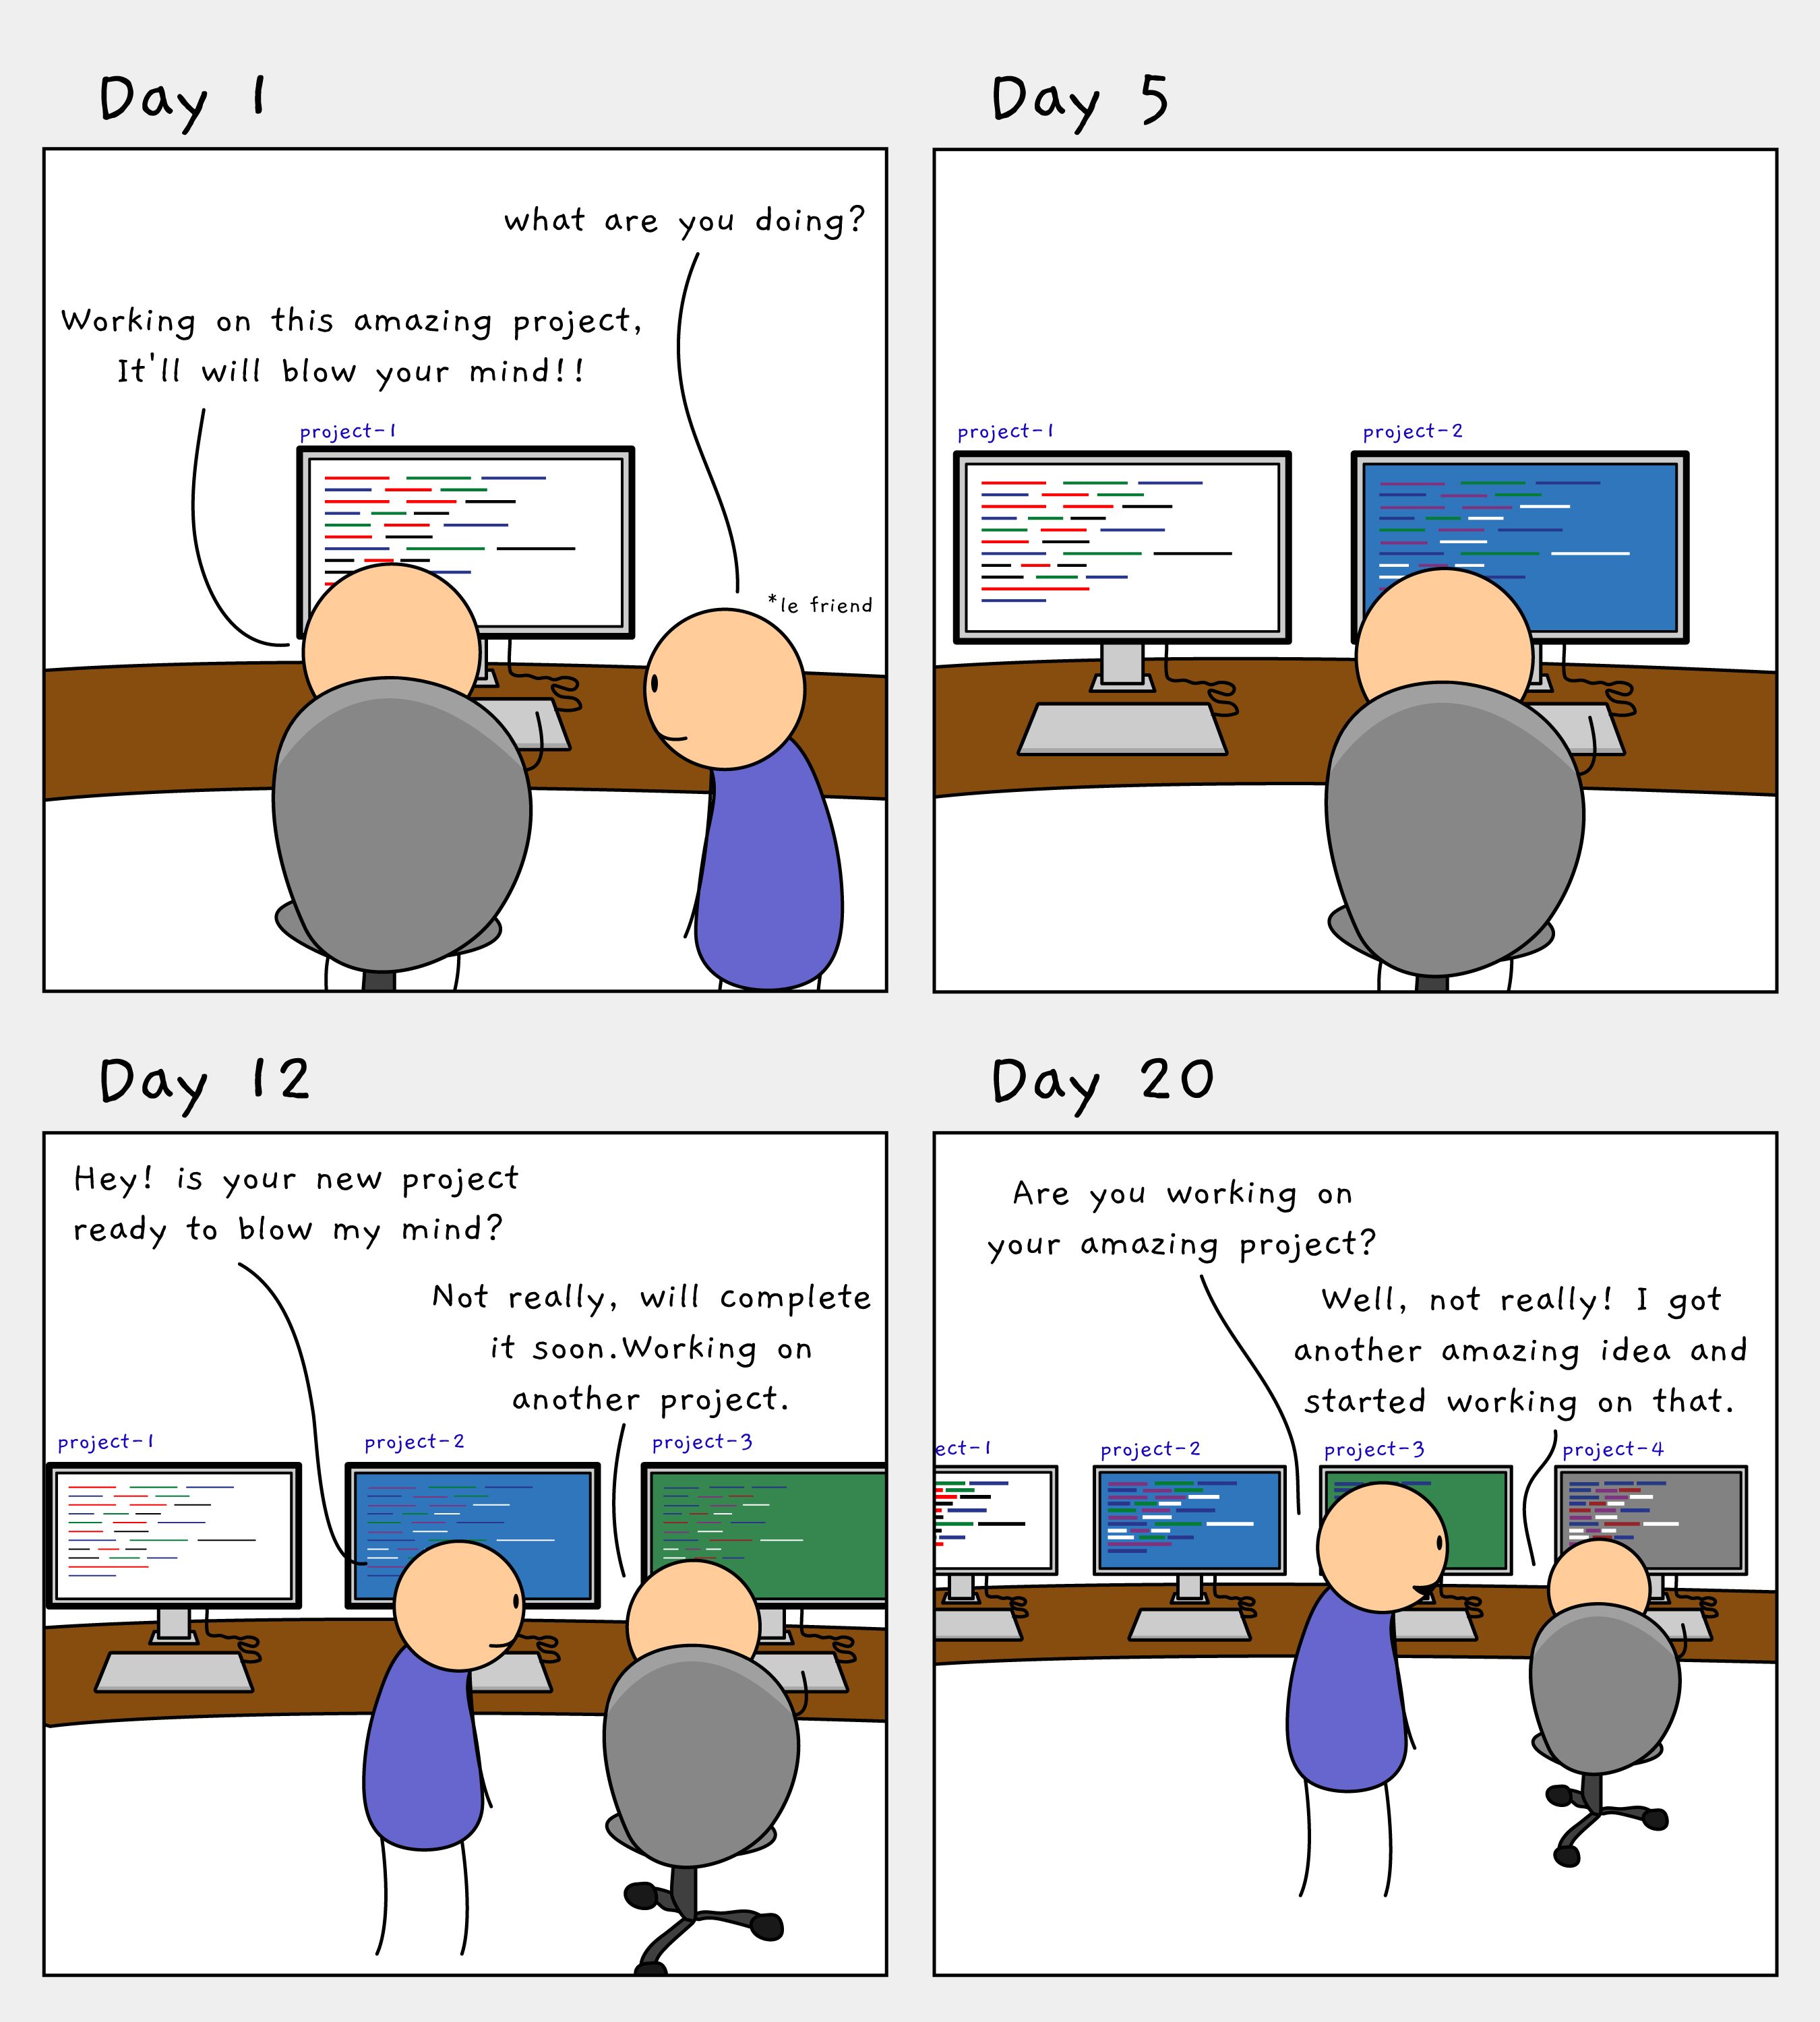 Day 1
what are you doing?
Working on this amazing project,
It'll will blow your mind!!
project-1
*le friend
Day 5
project-1
project-2
Day 12
Hey! is your new project
ready to blow my mind?
Not really, will complete
it soon.Working on
another project.
project-1
project-2
project-3
Day 20
Are you working on
your amazing project?
Well, not really! I got
another amazing idea and
started working on that.
ect-1
project-2
project-3
project-4